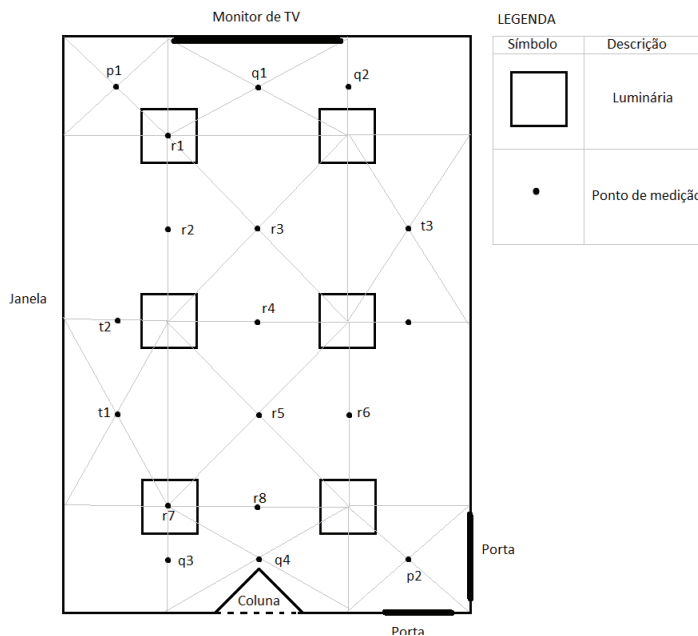 Monitor de TV
LEGENDA
Símbolo
Descrição
p1
q1
q2
Luminária
r1
Ponto de medição
r2
r3
t3
Janela
r4
t2
t1
r5
r6
r8
r7
q3
q4
p2
Porta
Coluna
Porta